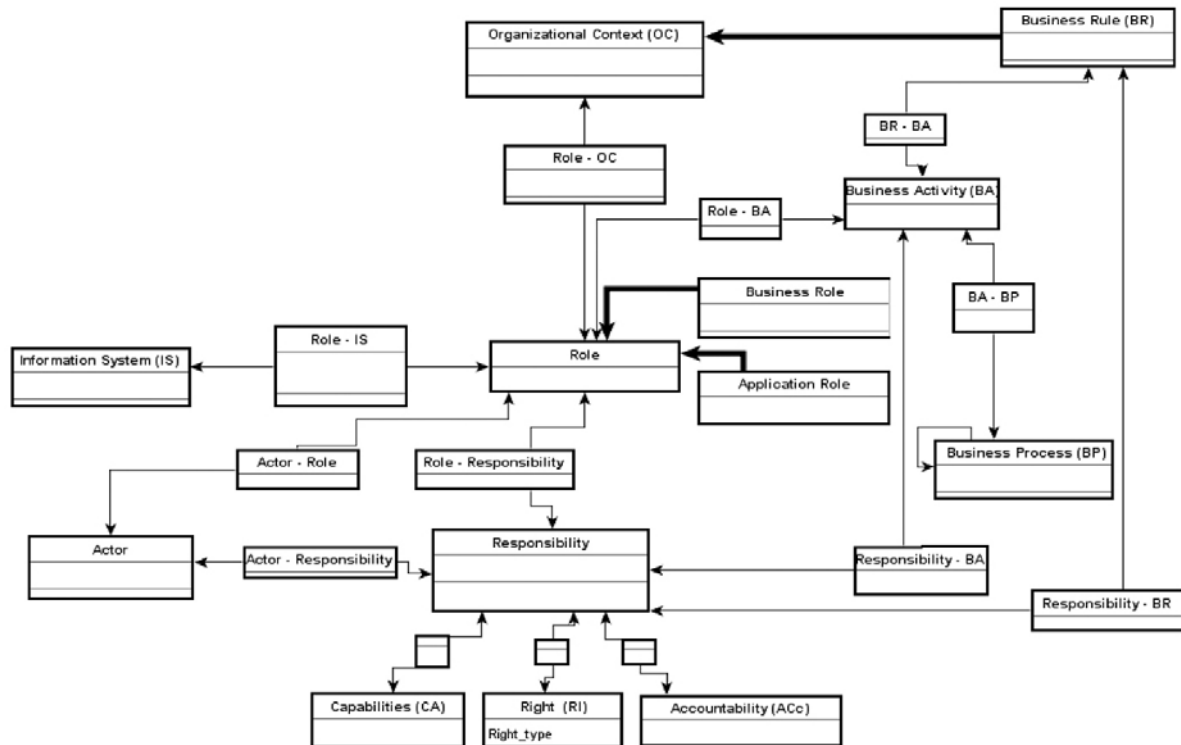 Organizational Context (OC)
Business Rule (BR)
BR - BA
Role - OC
Business Activity (BA)
Role - BA
Business Role
BA - BP
Role - IS
Information System (IS)
Role
Application Role
Actor - Role
Role - Responsibility
Business Process (BP)
Actor
Actor - Responsibility
Responsibility
Responsibility - BA
Responsibility - BR
Capabilities (CA)
Right (RI)
Right_type
Accountability (ACc)